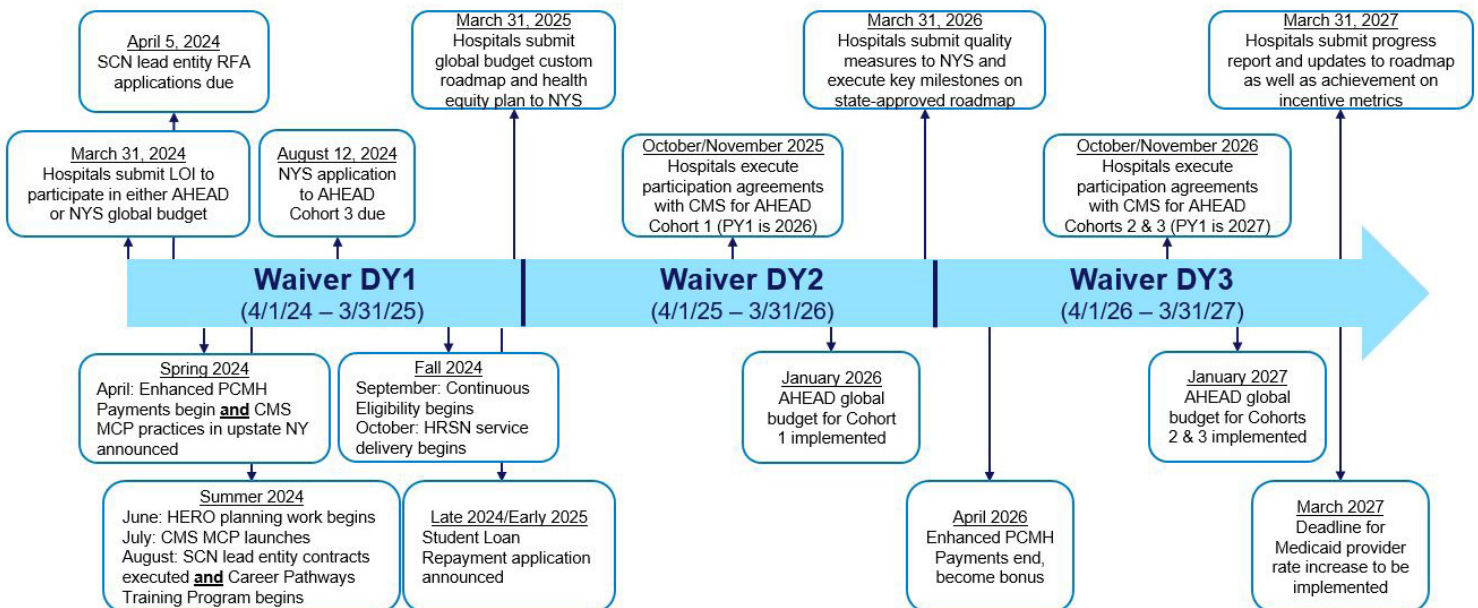 April 5, 2024
SCN lead entity RFA
applications due
March 31, 2025
Hospitals submit
global budget custom
roadmap and health
equity plan to NYS
March 31, 2026
Hospitals submit quality
measures to NYS and
execute key milestones on
state-approved roadmap
March 31, 2027
Hospitals submit progress
report and updates to roadmap
as well as achievement on
incentive metrics
March 31, 2024
Hospitals submit LOI to
participate in either AHEAD
or NYS global budget
August 12, 2024
NYS application
to AHEAD
Cohort 3 due
October/November 2025
Hospitals execute
participation agreements
with CMS for AHEAD
Cohort 1 (PY1 is 2026)
October/November 2026
Hospitals execute
participation agreements
with CMS for AHEAD
Cohorts 2 & 3 (PY1 is 2027)
Waiver DY1
(4/1/24 – 3/31/25)
Waiver DY2
(4/1/25 – 3/31/26)
Waiver DY3
(4/1/26 – 3/31/27)
Spring 2024
April: Enhanced PCMH
Payments begin and CMS
MCP practices in upstate NY
announced
Fall 2024
September: Continuous
Eligibility begins
October: HRSN service
delivery begins
January 2026
AHEAD global
budget for Cohort
1 implemented
January 2027
AHEAD global
budget for Cohorts
2 & 3 implemented
Summer 2024
June: HERO planning work begins
July: CMS MCP launches
August: SCN lead entity contracts
executed and Career Pathways
Training Program begins
Late 2024/Early 2025
Student Loan
Repayment application
announced
April 2026
Enhanced PCMH
Payments end,
become bonus
March 2027
Deadline for
Medicaid provider
rate increase to be
implemented